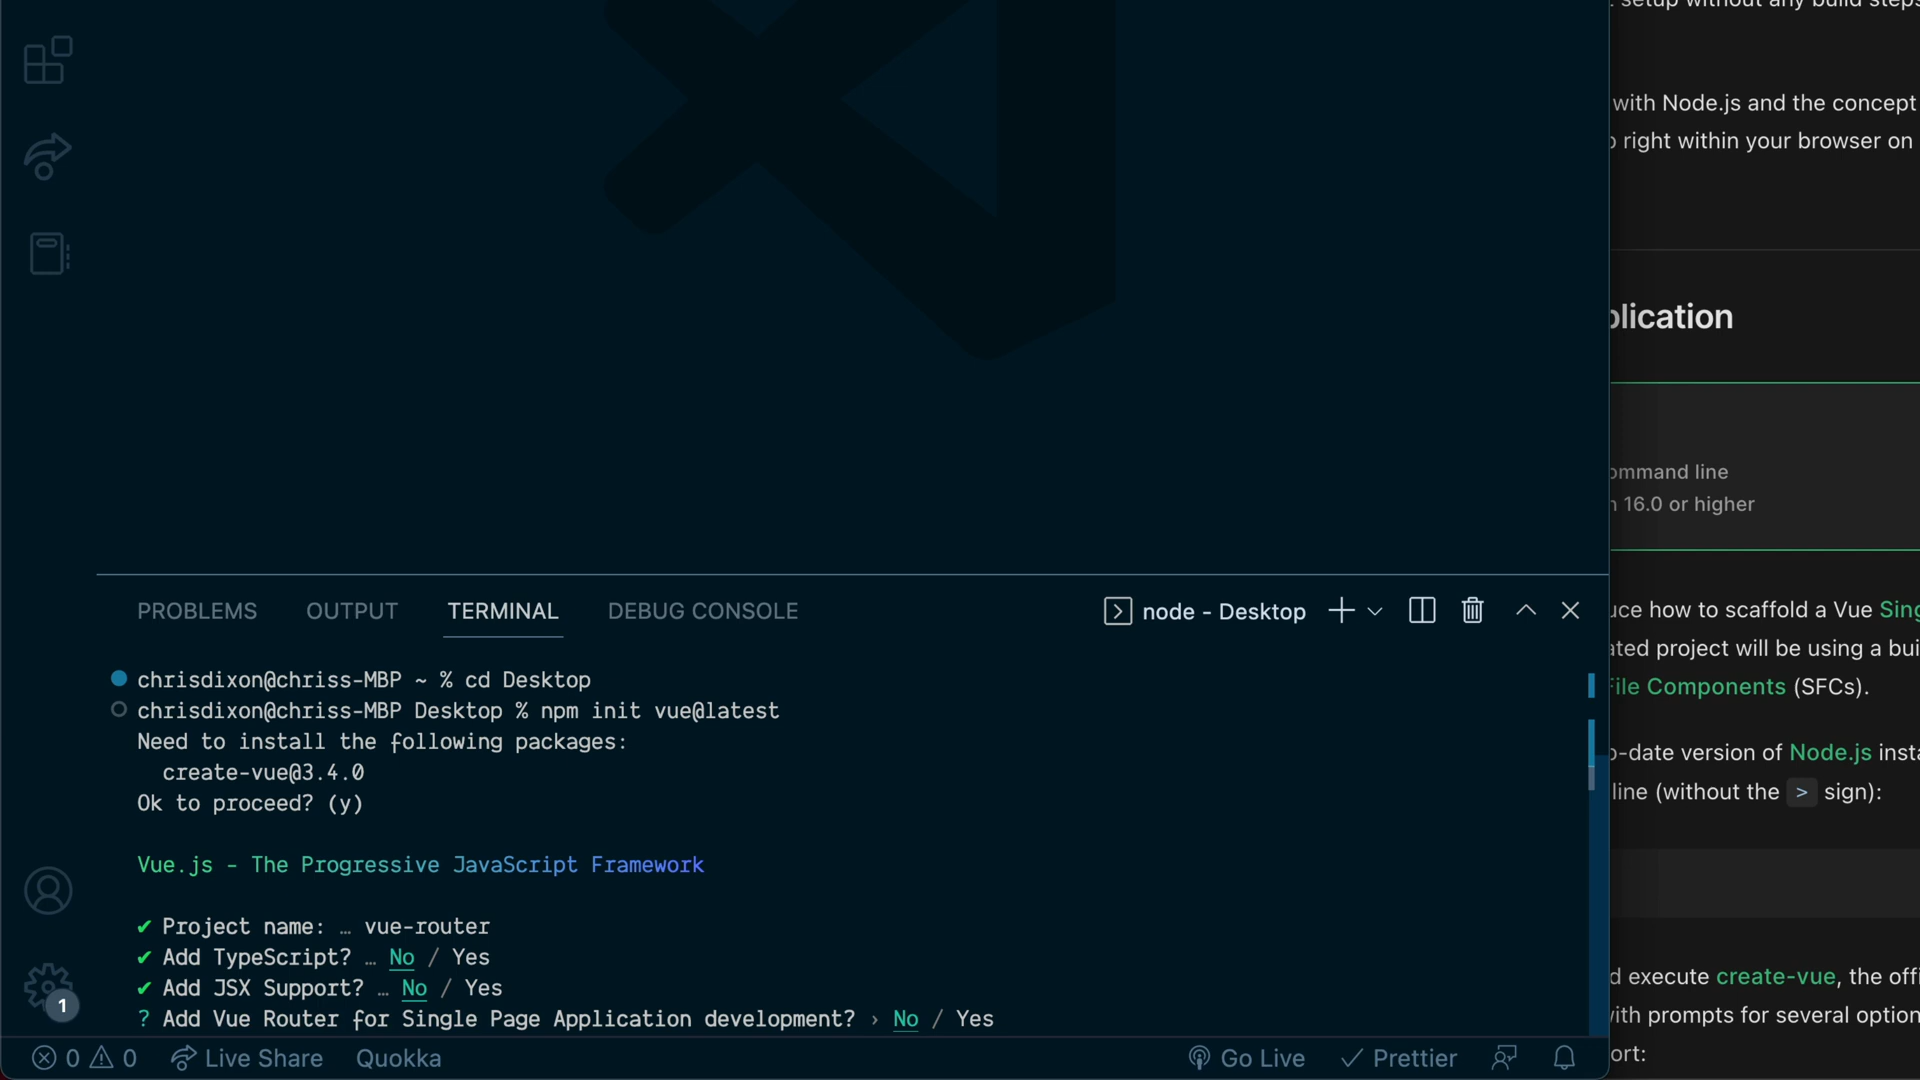 setup without any build steps
with Node.js and the concept
right within your browser on
plication
ommand line
16.0 or higher
uce how to scaffold a Vue Sing
ated project will be using a bui
File Components (SFCs).
o-date version of Node.js insta
line (without the > sign):
d execute create-vue, the offi
with prompts for several option
ort:
PROBLEMS OUTPUT TERMINAL DEBUG CONSOLE node - Desktop
chrisdixon@chriss-MBP ~ % cd Desktop
chrisdixon@chriss-MBP Desktop % npm init vue@latest
Need to install the following packages:
create-vue@3.4.0
Ok to proceed? (y)
Vue.js - The Progressive JavaScript Framework
✔ Project name: … vue-router
✔ Add TypeScript? … No / Yes
✔ Add JSX Support? … No / Yes
? Add Vue Router for Single Page Application development? › No / Yes
1
0 0 Live Share Quokka Go Live Prettier